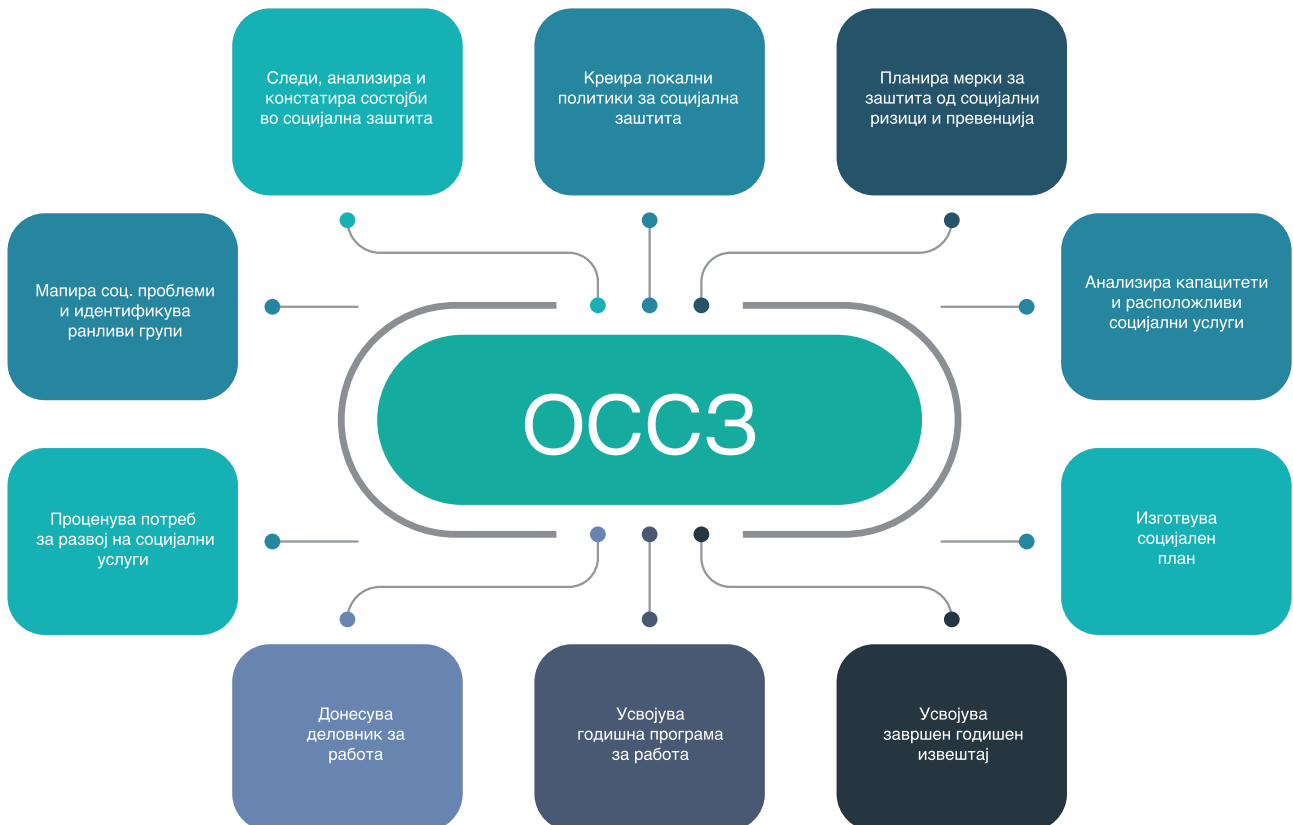 Следи, анализира и
констатира состојби
во социјална заштита
Креира локални
политики за социјална
заштита
Планира мерки за
заштита од социјални
ризици и превенција
Мапира соц. проблеми
и идентификува
ранливи групи
Анализира капацитети
и расположливи
социјални услуги
ОССЗ
Проценува потреб
за развој на социјални
услуги
Изготвува
социјален
план
Донесува
деловник за
работа
Усвојува
годишна програма
за работа
Усвојува
завршен годишен
извештај